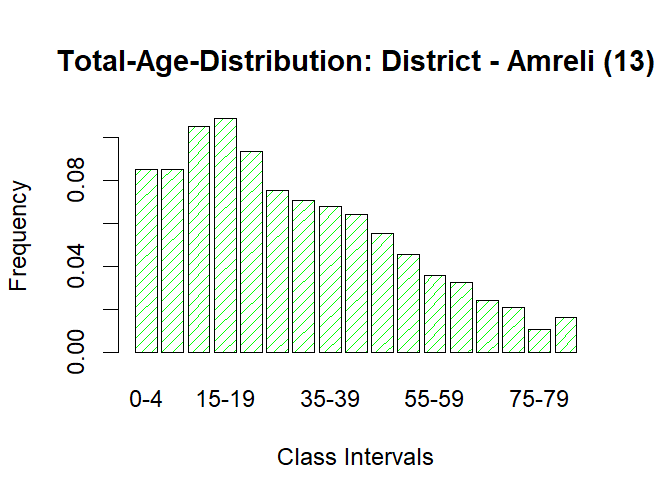 Total-Age-Distribution: District - Amreli (13)
Frequency
0.08
0.04
0.00
0-4 15-19 35-39 55-59 75-79
Class Intervals